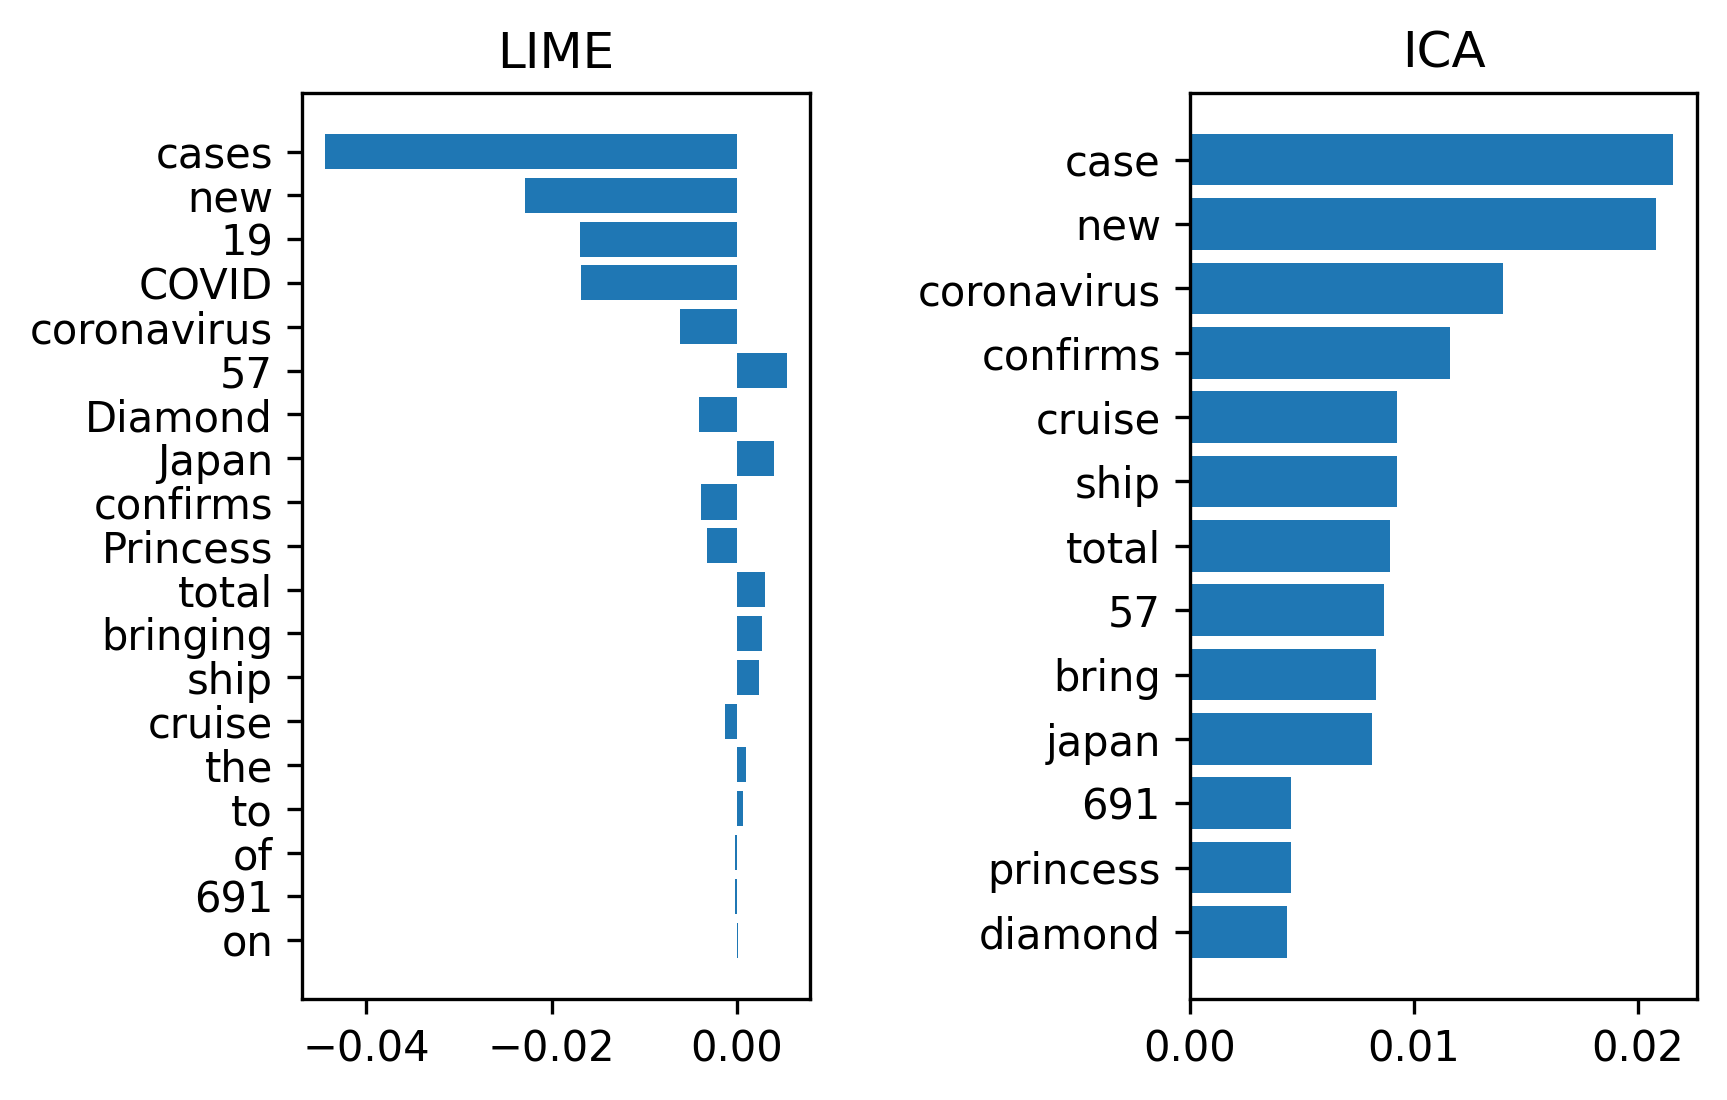 LIME
cases
new
19
COVID
coronavirus
57
Diamond
Japan
confirms
Princess
total
bringing
ship
cruise
the
to
of
691
on
−0.04 −0.02 0.00
ICA
case
new
coronavirus
confirms
cruise
ship
total
57
bring
japan
691
princess
diamond
0.00 0.01 0.02